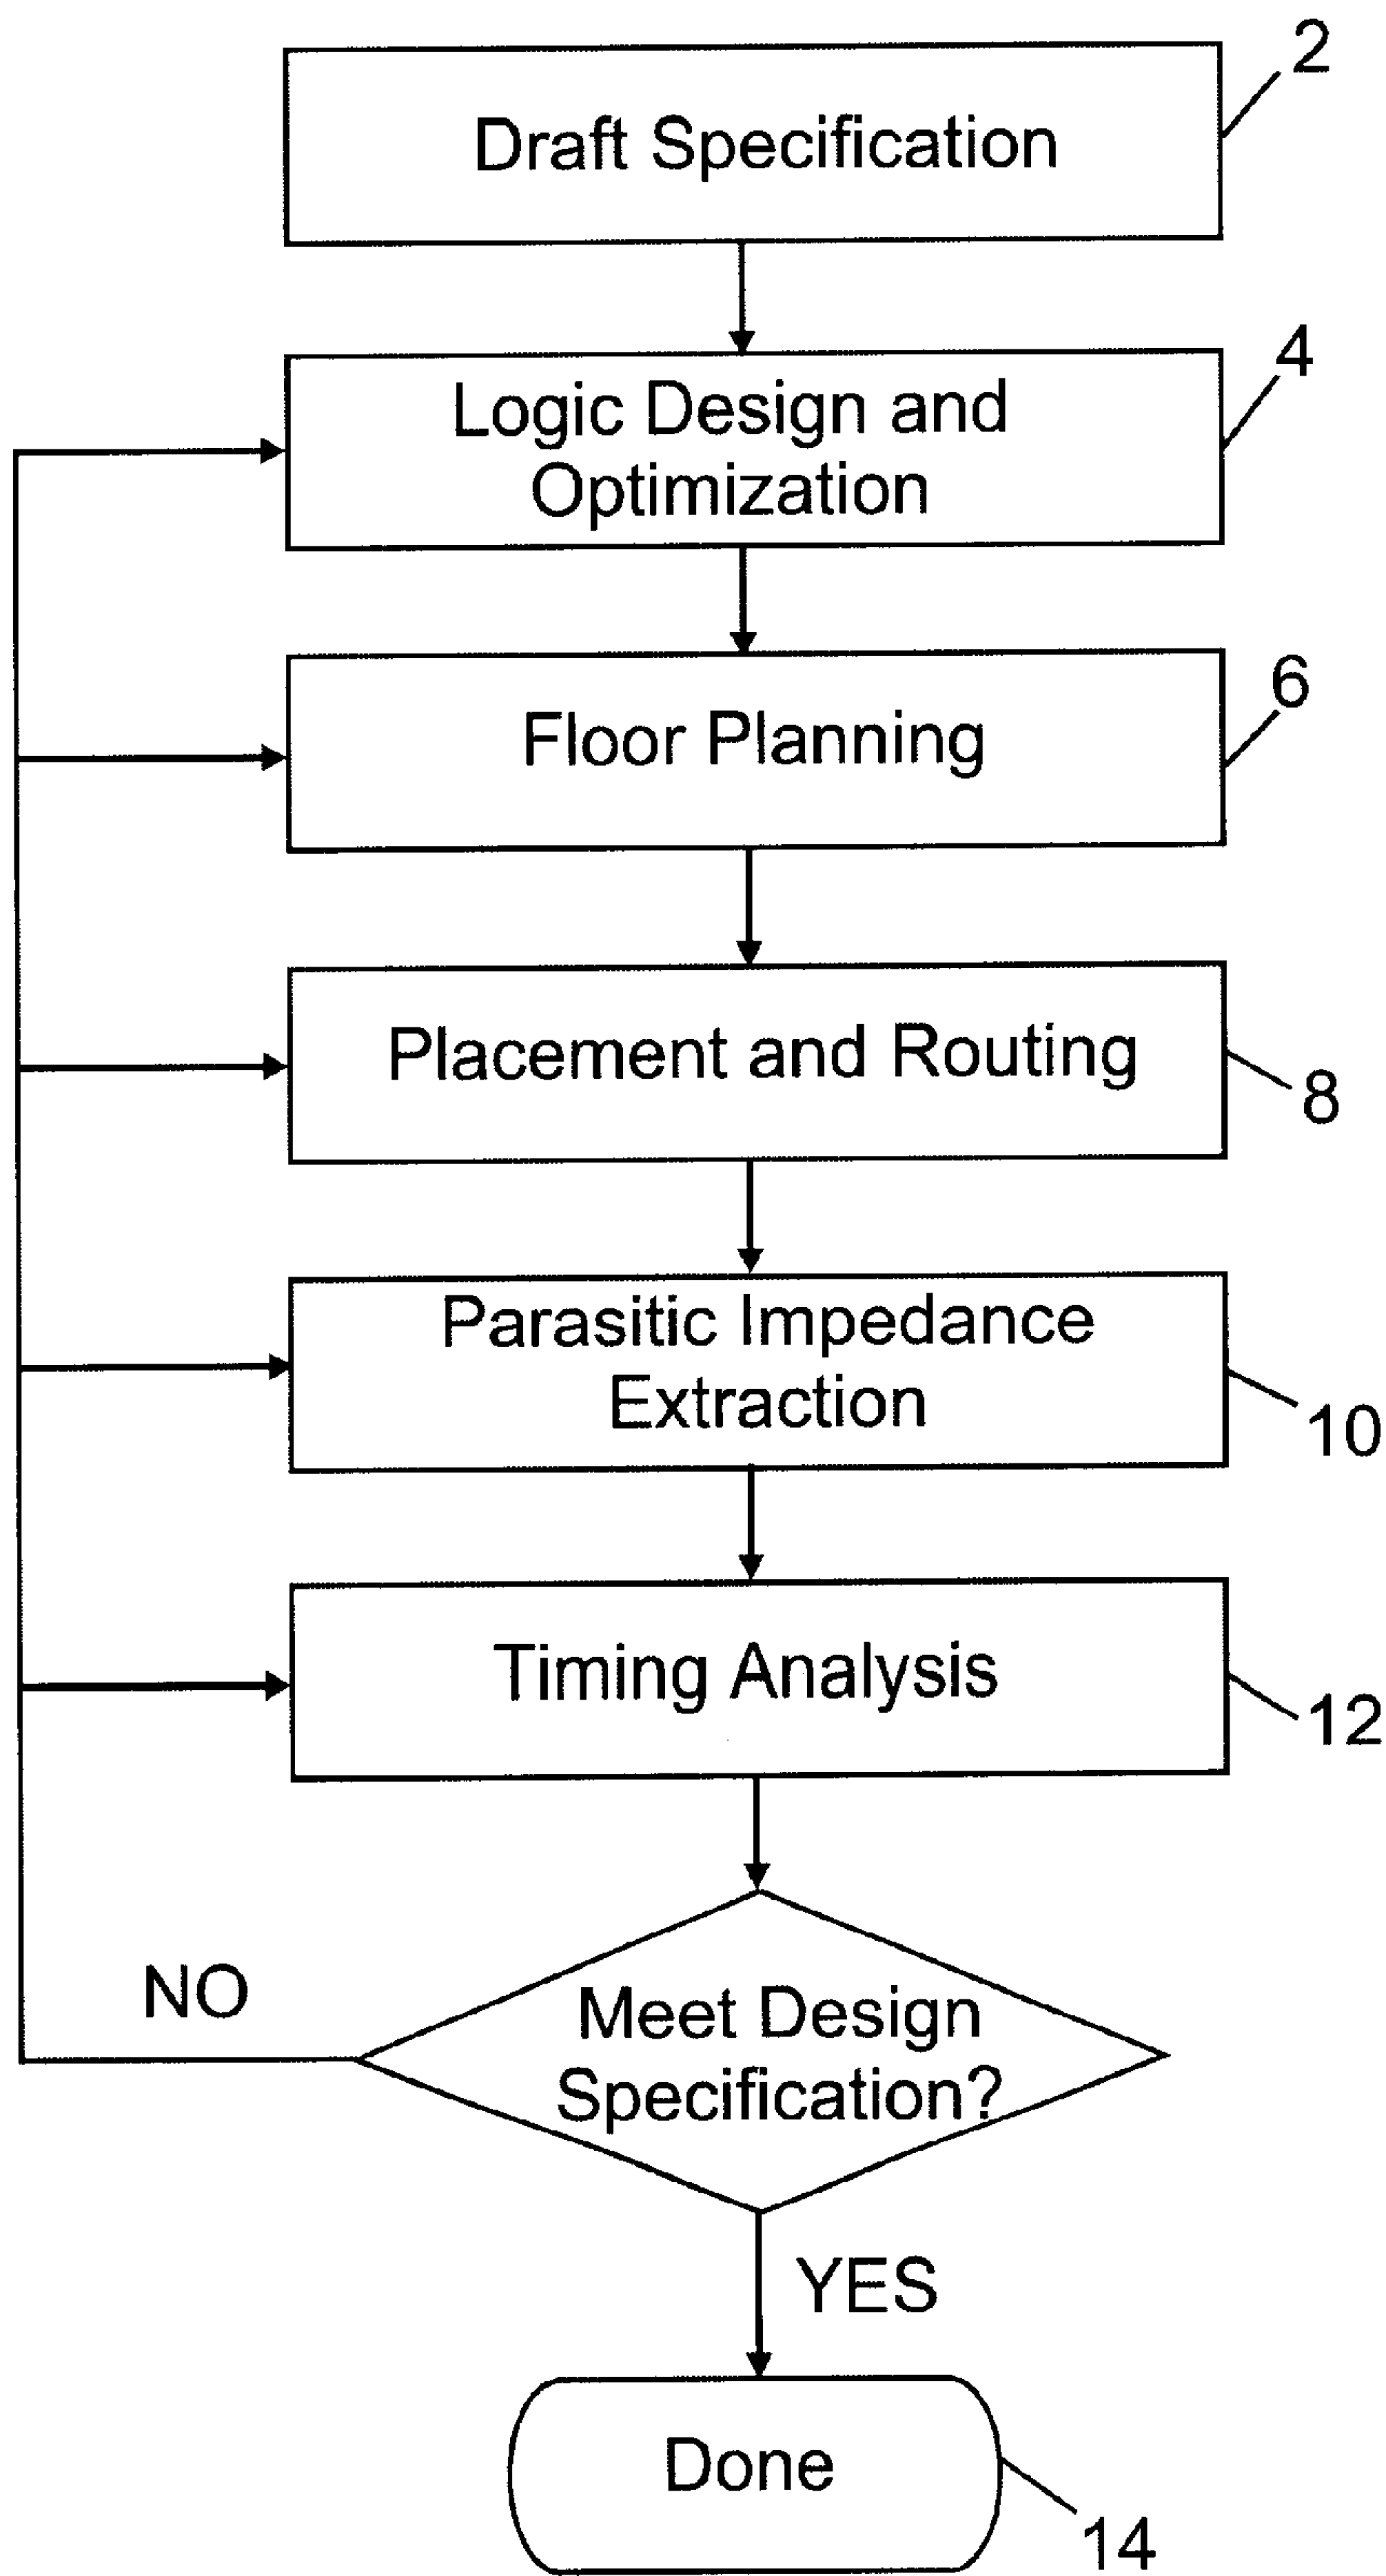 2
Draft Specification
4
Logic Design and
Optimization
6
Floor Planning
Placement and Routing
8
Parasitic Impedance
Extraction
10
Timing Analysis
12
NO
Meet Design
Specification?
YES
Done
14